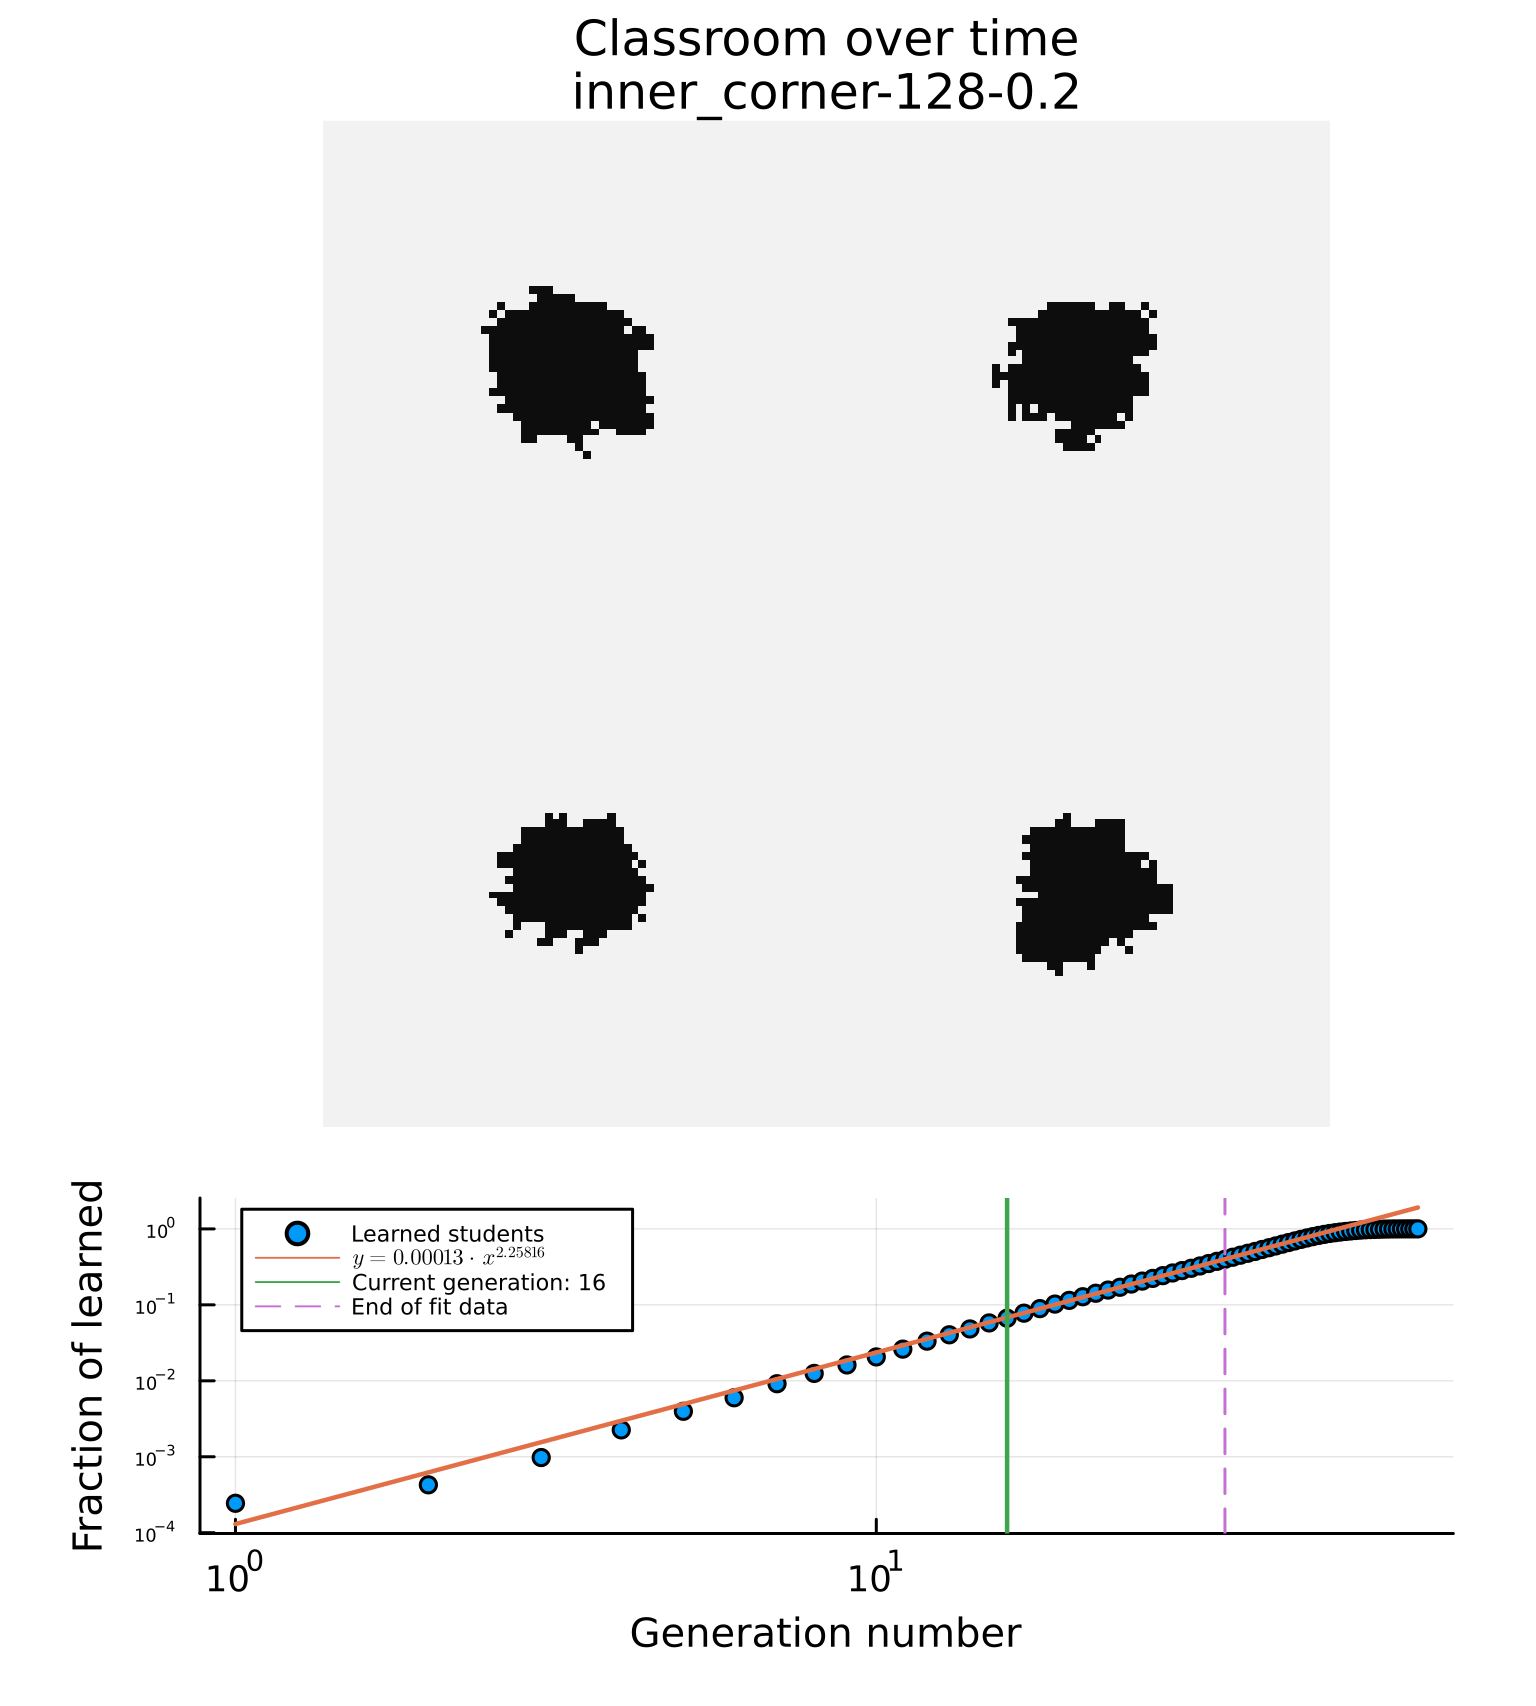 Classroom over time
inner_corner-128-0.2
Fraction of learned
10^0
10^−1
10^−2
10^−3
10^−4
Learned students
y = 0.00013 · x^2.25816
Current generation: 16
End of fit data
10^0
10^1
Generation number